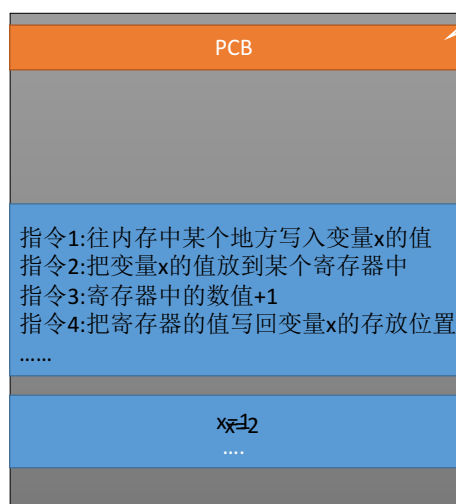 PCB
指令1:往内存中某个地方写入变量x的值
指令2:把变量x的值放到某个寄存器中
指令3:寄存器中的数值+1
指令4:把寄存器的值写回变量x的存放位置
……
x=1
x=2
….